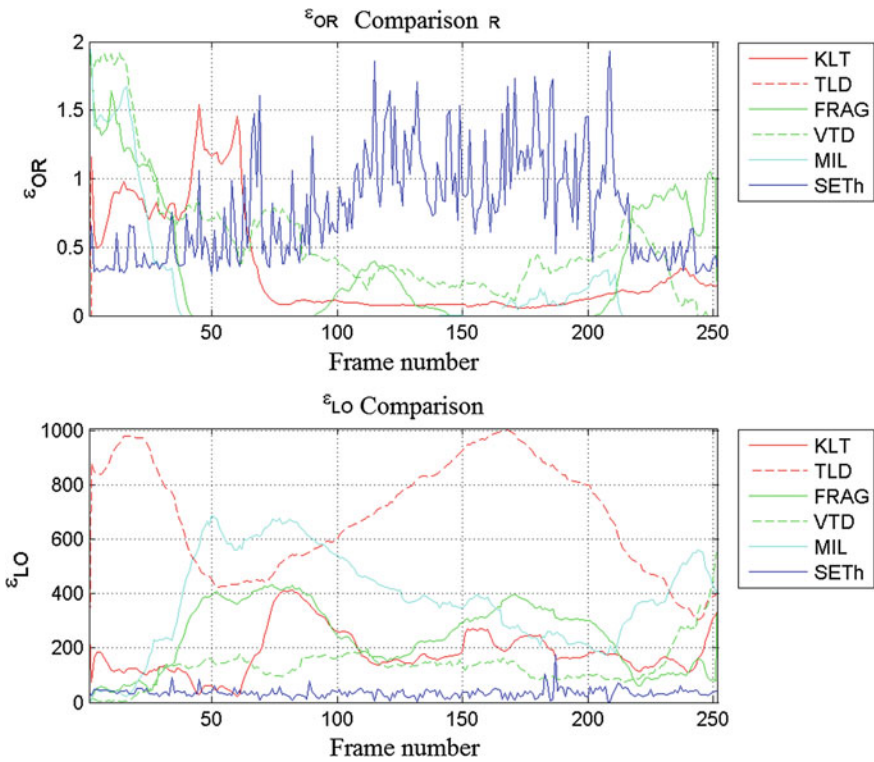 εOR Comparison R
2
1.5
1
0.5
0
εOR
50 100 150 200 250
Frame number
KLT
TLD
FRAG
VTD
MIL
SETh
εLO Comparison
1000
800
600
400
200
0
εLO
50 100 150 200 250
Frame number
KLT
TLD
FRAG
VTD
MIL
SETh